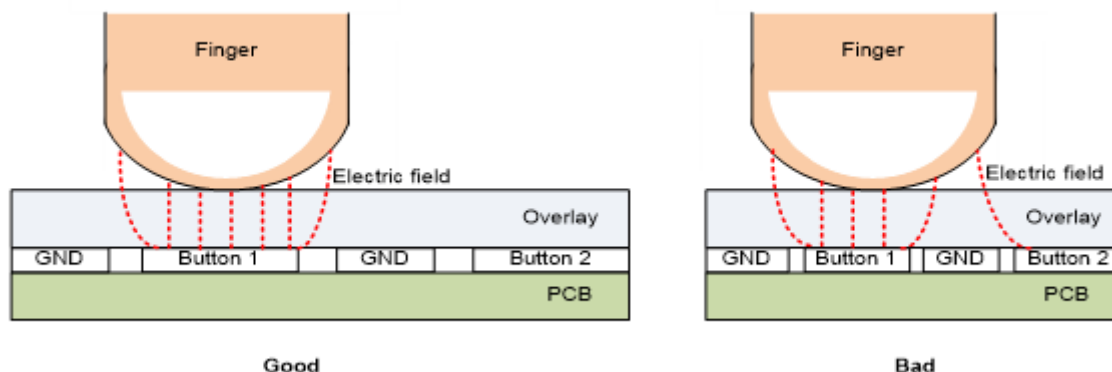 Finger
Electric field
Overlay
GND Button 1 GND Button 2
PCB
Good
Finger
Electric field
Overlay
GND Button 1 GND Button 2
PCB
Bad